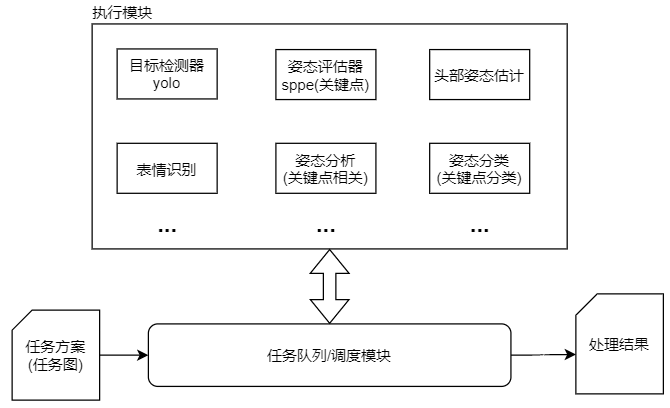 执行模块
目标检测器
yolo
姿态评估器
sppe(关键点)
头部姿态估计
表情识别
姿态分析
(关键点相关)
姿态分类
(关键点分类)
...
...
...
任务方案
(任务图)
任务队列/调度模块
处理结果